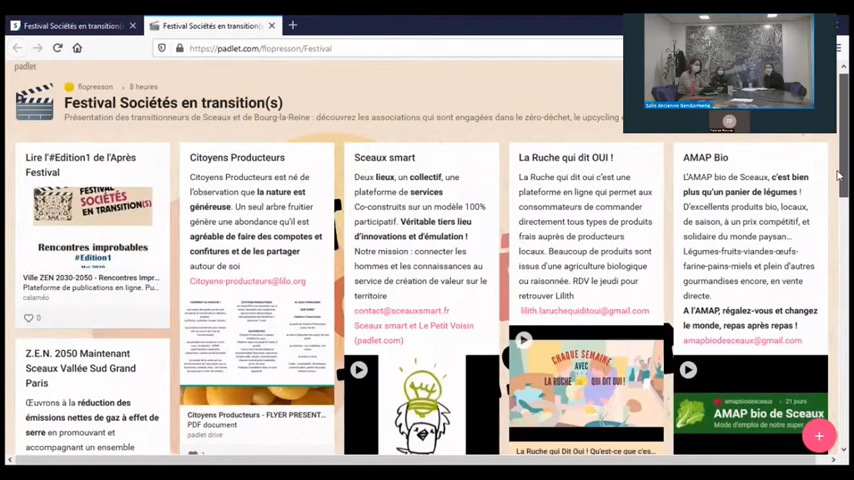 Festival Sociétés en transition(s)
Festival Sociétés en transition(s)
https://padlet.com/flopresson/Festival
Salle Ancienne Gendarmerie
padlet
flopresson
8 heures
Festival Sociétés en transition(s)
Présentation des transitionneurs de Sceaux et de Bourg-la-Reine : découvrez les associations qui sont engagées dans le zéro-déchet, le upcycling
Lire l'#Edition1 de l'Après
Festival
FESTIVAL
SOCIÉTÉS
EN TRANSITION(S)
Rencontres improbables
#Edition1
Ville ZEN 2030-2050 - Rencontres Impr...
Plateforme de publications en ligne. Pu...
calaméo
0
Z.E.N. 2050 Maintenant
Sceaux Vallée Sud Grand
Paris
Œuvrons à la réduction des
émissions nettes de gaz à effet de
serre en promouvant et
accompagnant un ensemble
Citoyens Producteurs
Citoyens Producteurs est né de
l'observation que la nature est
généreuse. Un seul arbre fruitier
génère une abondance qu'il est
agréable de faire des compotes et
confitures et de les partager
autour de soi
Citoyens-producteurs@lilo.org
Citoyens Producteurs - FLYER PRESENT...
PDF document
padlet drive
Sceaux smart
Deux lieux, un collectif, une
plateforme de services
Co-construits sur un modèle 100%
participatif. Véritable tiers lieu
d'innovations et d'émulation !
Notre mission : connecter les
hommes et les connaissances au
service de création de valeur sur le
territoire
contact@sceauxsmart.fr
Sceaux smart et Le Petit Voisin
(padlet.com)
La Ruche qui dit OUI !
La Ruche qui dit OUI c'est une
plateforme en ligne qui permet aux
consommateurs de commander
directement tous types de produits
frais auprès de producteurs
locaux. Beaucoup de produits sont
issus d'une agriculture biologique
ou raisonnée. RDV le jeudi pour
retrouver Lilith
lilith.laruchequiditoui@gmail.com
CHAQUE SEMAINE
AVEC
LA RUCHE QUI DIT OUI !
La Ruche qui Dit Oui ! Qu'est-ce que c'es...
AMAP Bio
L'AMAP bio de Sceaux, c'est bien
plus qu'un panier de légumes !
D'excellents produits bio, locaux,
de saison, à un prix compétitif, et
solidaire du monde paysan...
Légumes-fruits-viandes-œufs-
farine-pains-miels et plein d'autres
gourmandises encore, en vente
directe.
A l'AMAP, régalez-vous et changez
le monde, repas après repas !
amapbiodesceaux@gmail.com
amapbiodesceaux
21 jours
AMAP bio de Sceaux
Mode d'emploi de notre super